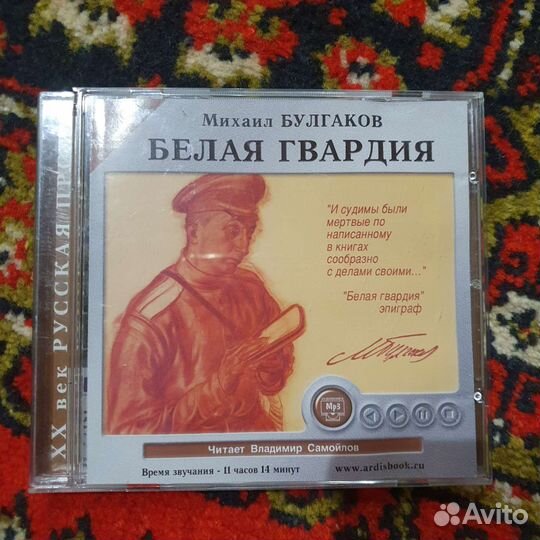 Михаил БУЛГАКОВ
БЕЛАЯ ГВАРДИЯ
"И судимы были
мертвые по
написанному
в книгах
сообразно
с делами своими..."
"Белая гвардия"
эпиграф
Mp3
Читает Владимир Самойлов
Время звучания - 11 часов 14 минут
www.ardisbook.ru
XX век РУССКАЯ
Avito